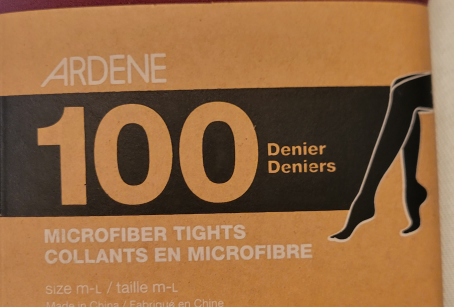 ARDENE
100
Denier
Deniers
MICROFIBER TIGHTS
COLLANTS EN MICROFIBRE
size m-L / taille m-L
Made in China / Fabriqué en Chine